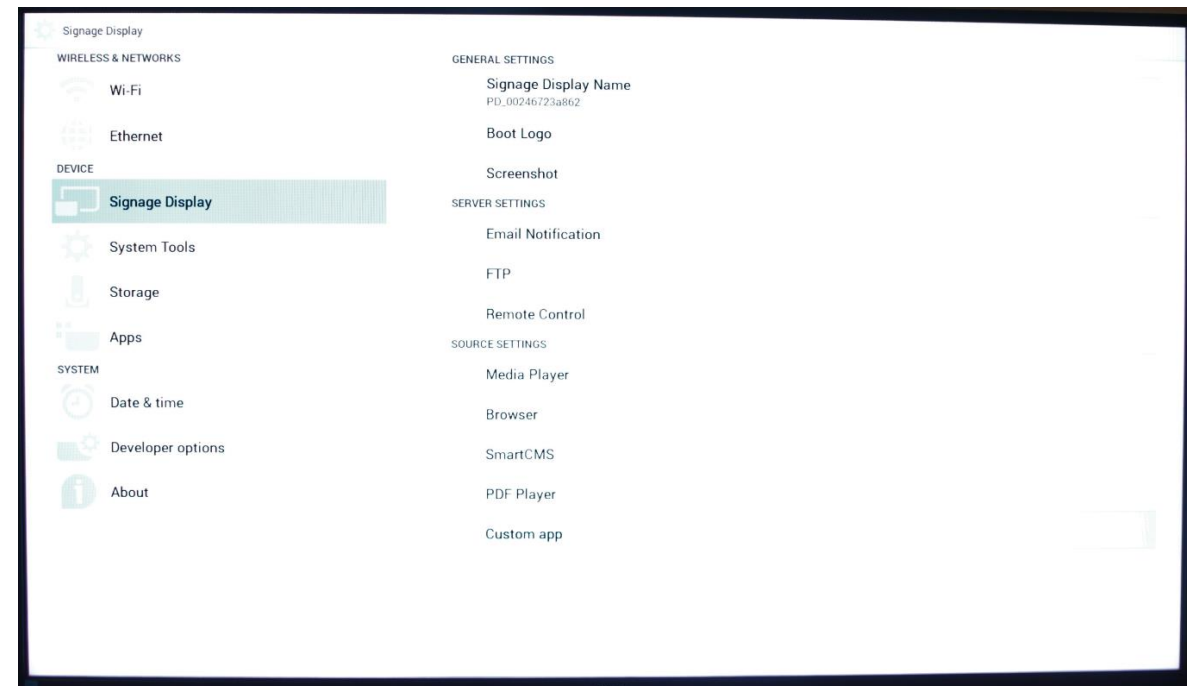 Signage Display
WIRELESS & NETWORKS
Wi-Fi
Ethernet
DEVICE
Signage Display
System Tools
Storage
Apps
SYSTEM
Date & time
Developer options
About
GENERAL SETTINGS
Signage Display Name
PD_00246723a862
Boot Logo
Screenshot
SERVER SETTINGS
Email Notification
FTP
Remote Control
SOURCE SETTINGS
Media Player
Browser
SmartCMS
PDF Player
Custom app